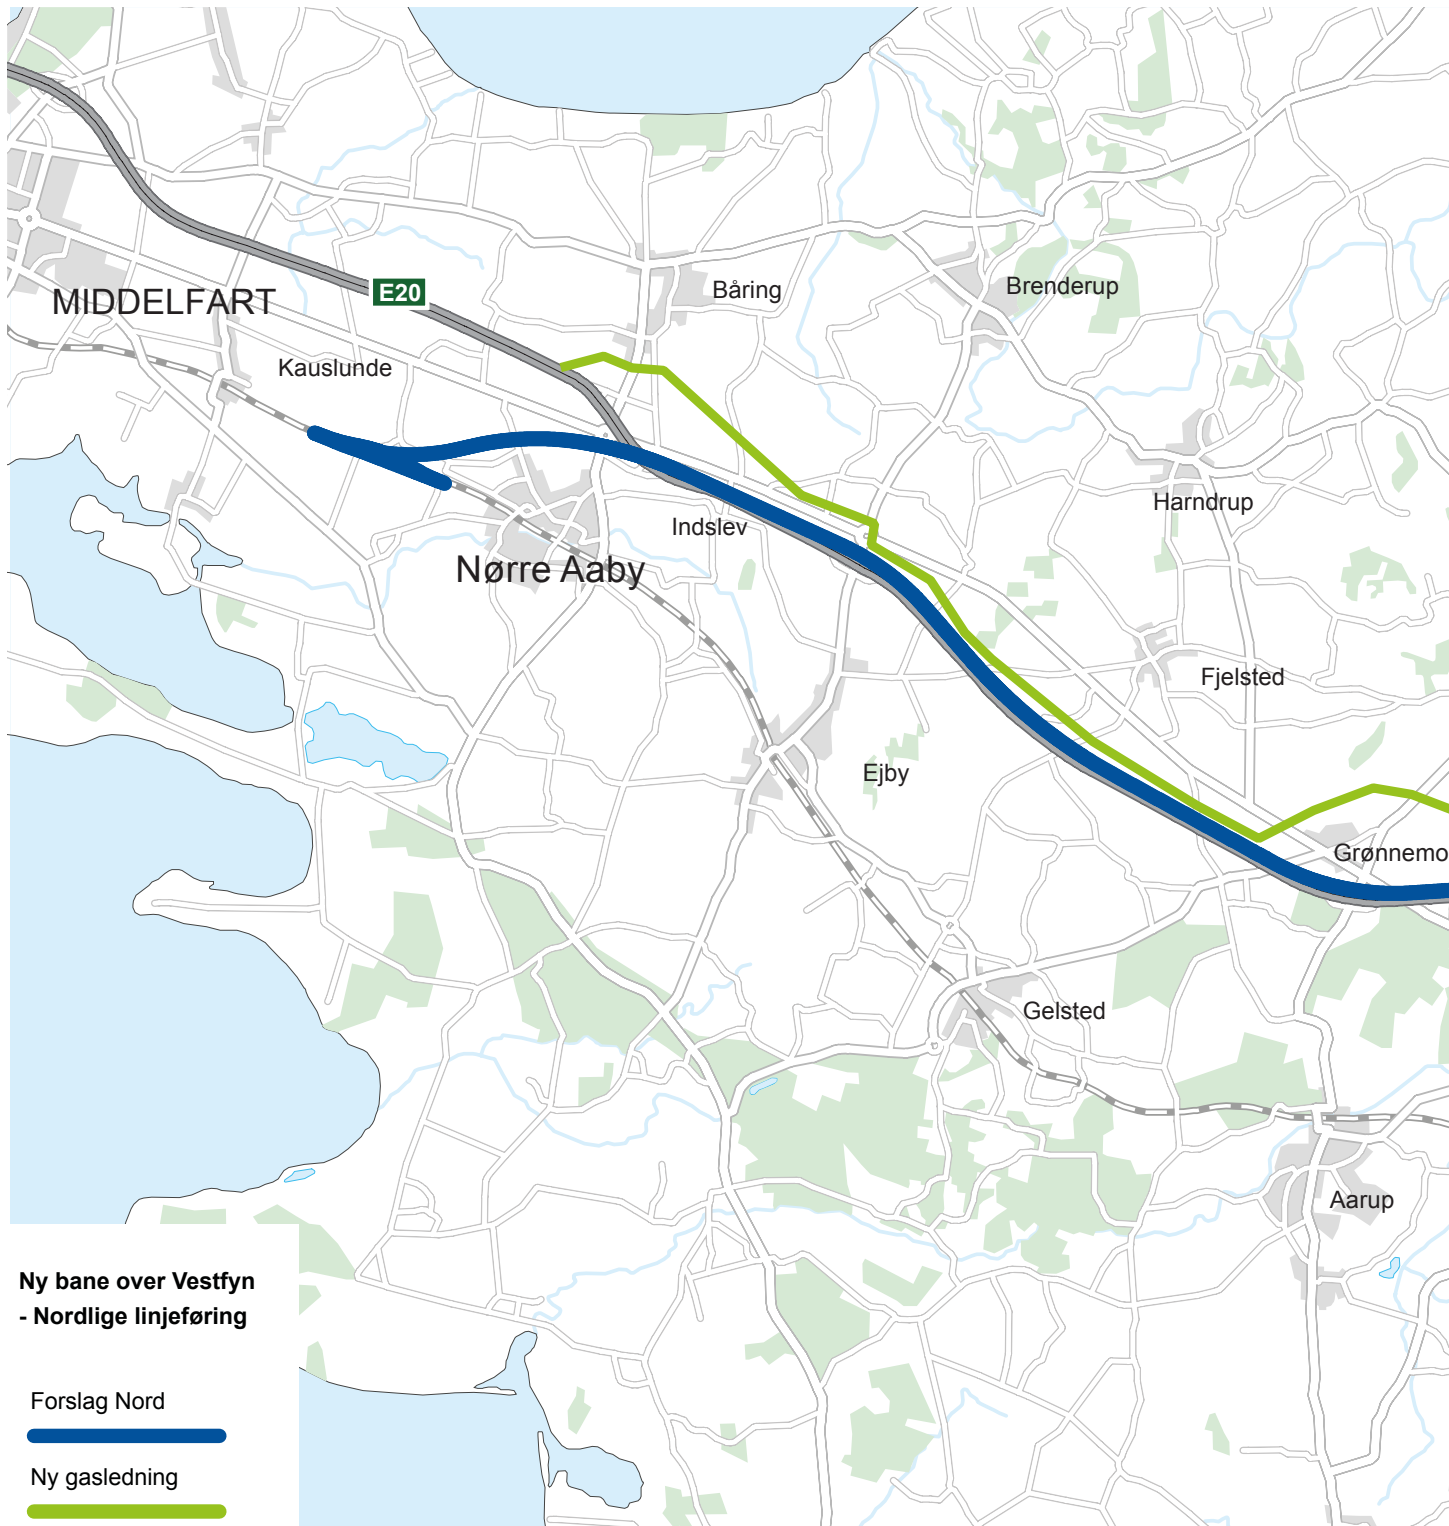 E20
Båring
Brenderup
MIDDELFART
Kauslunde
Harndrup
Indslev
Nørre Aaby
Fjelsted
Ejby
Grønnemo
Gelsted
Aarup
Ny bane over Vestfyn
- Nordlige linjeføring
Forslag Nord
Ny gasledning